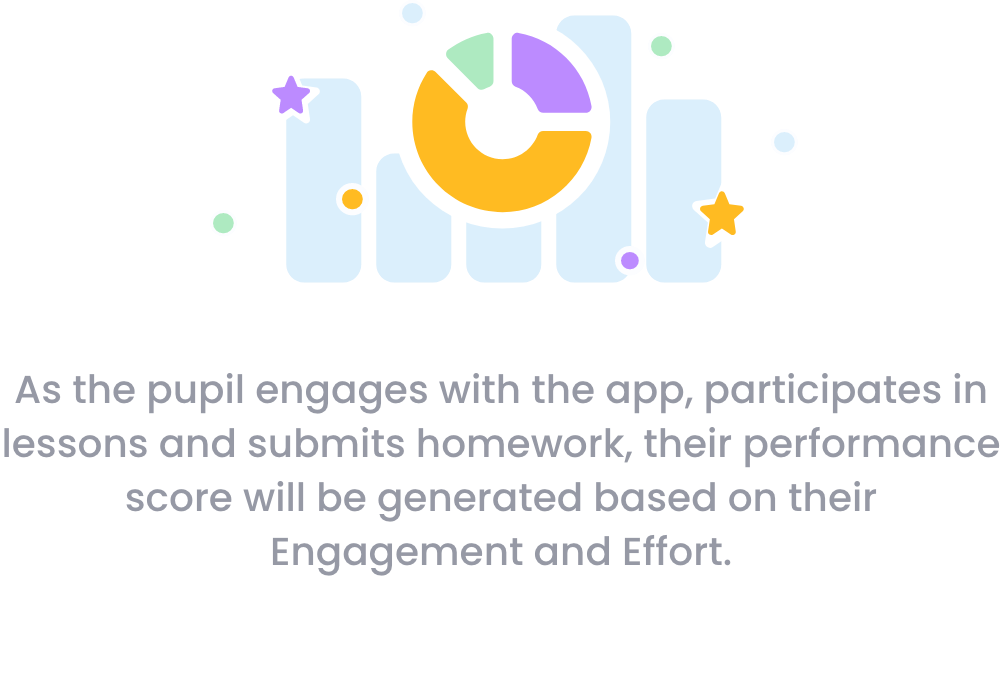 As the pupil engages with the app, participates in
lessons and submits homework, their performance
score will be generated based on their
Engagement and Effort.